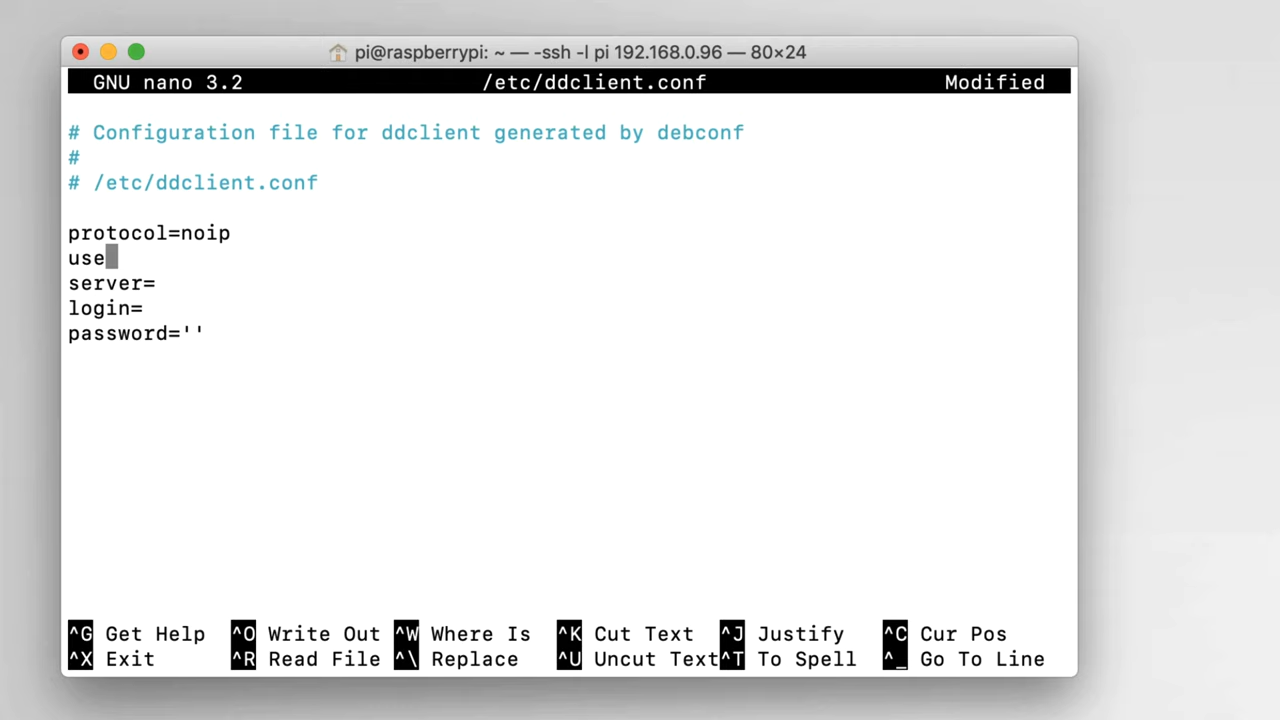 pi@raspberrypi: ~ — -ssh -l pi 192.168.0.96 — 80×24
GNU nano 3.2 /etc/ddclient.conf Modified
# Configuration file for ddclient generated by debconf
#
# /etc/ddclient.conf
protocol=noip
use
server=
login=
password=''
^G Get Help ^O Write Out ^W Where Is ^K Cut Text ^J Justify ^C Cur Pos
^X Exit ^R Read File ^\ Replace ^U Uncut Text ^T To Spell ^_ Go To Line